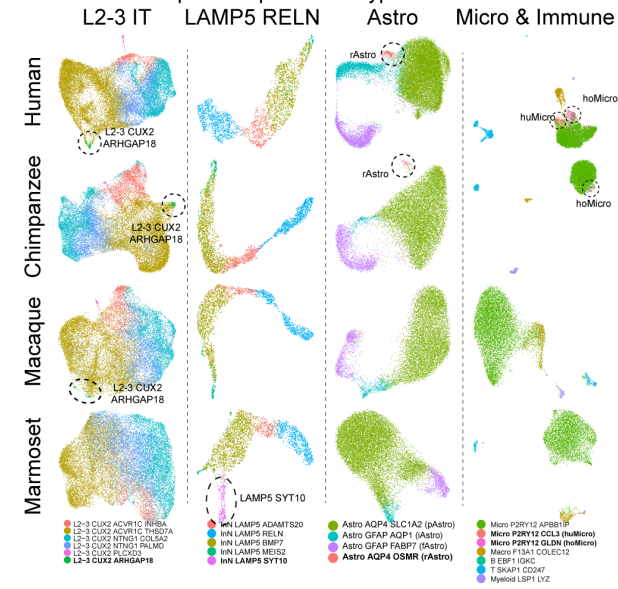 L2-3 IT
LAMP5 RELN
Astro
Micro & Immune
Human
rAstro
L2-3 CUX2
ARHGAP18
huMicro
hoMicro
Chimpanzee
rAstro
L2-3 CUX2
ARHGAP18
hoMicro
Macaque
L2-3 CUX2
ARHGAP18
Marmoset
LAMP5 SYT10
L2-3 CUX2 ACVR1C INHBA
L2-3 CUX2 ACVR1C THSD7A
L2-3 CUX2 NTNG1 COL5A2
L2-3 CUX2 NTNG1 PALMD
L2-3 CUX2 PLCXD3
L2-3 CUX2 ARHGAP18
InN LAMP5 ADAMTS20
InN LAMP5 RELN
InN LAMP5 BMP7
InN LAMP5 MEIS2
InN LAMP5 SYT10
Astro AQP4 SLC1A2 (pAstro)
Astro GFAP AQP1 (iAstro)
Astro GFAP FABP7 (fAstro)
Astro AQP4 OSMR (rAstro)
Micro P2RY12 APBB1IP
Micro P2RY12 CCL3 (huMicro)
Micro P2RY12 GLDN (hoMicro)
Macro F13A1 COLEC12
B EBF1 IGKC
T SKAP1 CD247
Myeloid LSP1 LYZ